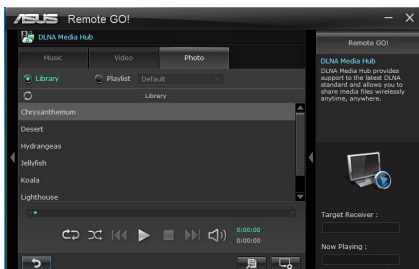 ASUS Remote GO!
DLNA Media Hub
Music Video Photo
Library Playlist Default
Library
Chrysanthemum
Desert
Hydrangeas
Jellyfish
Koala
Lighthouse
0:00:00
0:00:00
Remote GO!
DLNA Media Hub
DLNA Media Hub provides
support to the latest DLNA
standard and allows you to
share media files wirelessly
anytime, anywhere.
Target Receiver :
Now Playing :